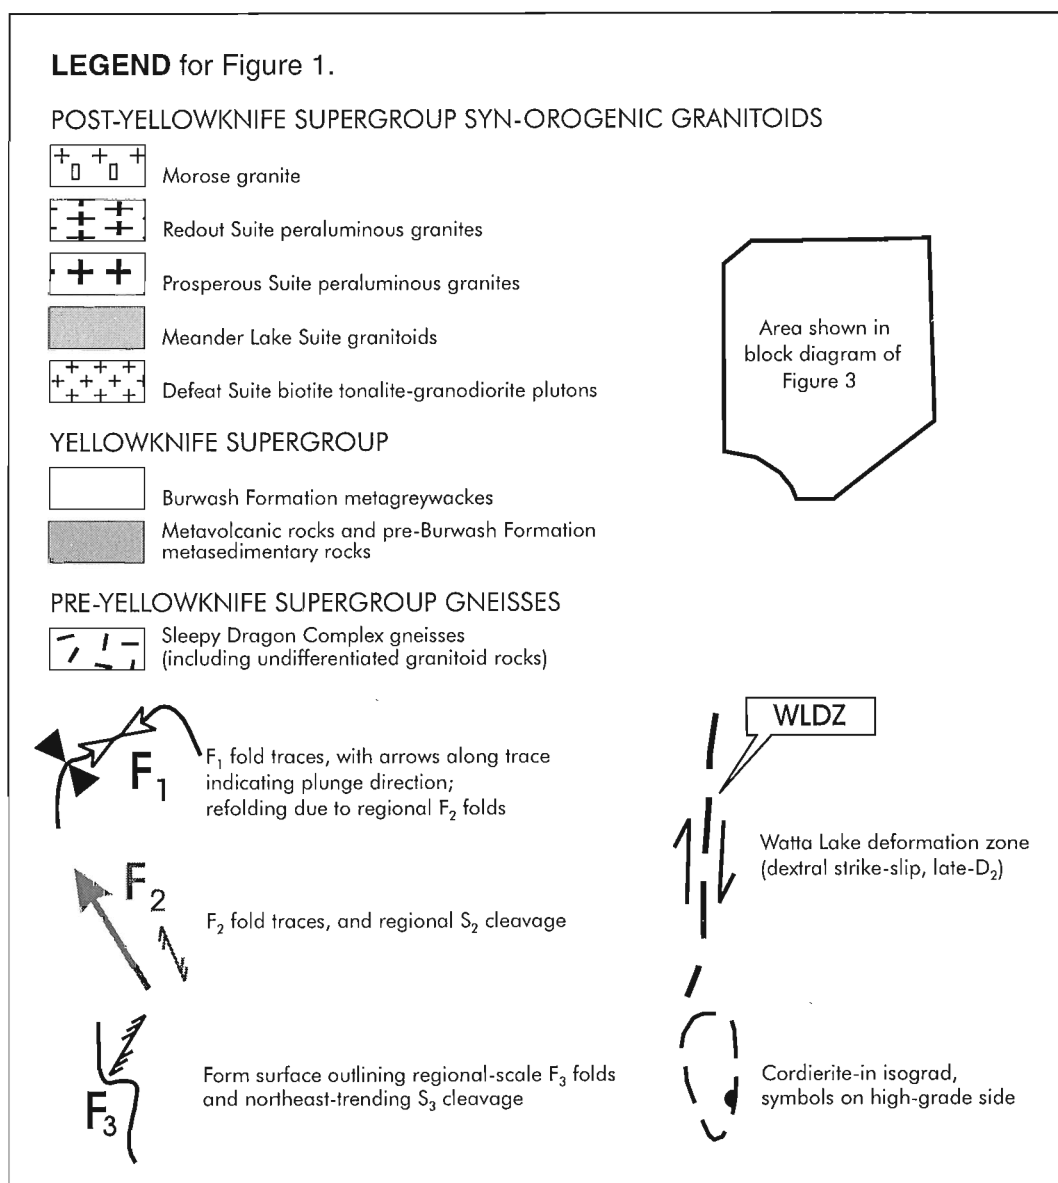 LEGEND for Figure 1.
POST-YELLOWKNIFE SUPERGROUP SYN-OROGENIC GRANITOIDS
Morose granite
Redout Suite peraluminous granites
Prosperous Suite peraluminous granites
Meander Lake Suite granitoids
Defeat Suite biotite tonalite-granodiorite plutons
YELLOWKNIFE SUPERGROUP
Burwash Formation metagreywackes
Metavolcanic rocks and pre-Burwash Formation
metasedimentary rocks
PRE-YELLOWKNIFE SUPERGROUP GNEISSES
Sleepy Dragon Complex gneisses
(including undifferentiated granitoid rocks)
F₁
F₁ fold traces, with arrows along trace
indicating plunge direction;
refolding due to regional F₂ folds
F₂
F₂ fold traces, and regional S₂ cleavage
F₃
Form surface outlining regional-scale F₃ folds
and northeast-trending S₃ cleavage
Area shown in
block diagram of
Figure 3
WLDZ
Watta Lake deformation zone
(dextral strike-slip, late-D₂)
Cordierite-in isograd,
symbols on high-grade side